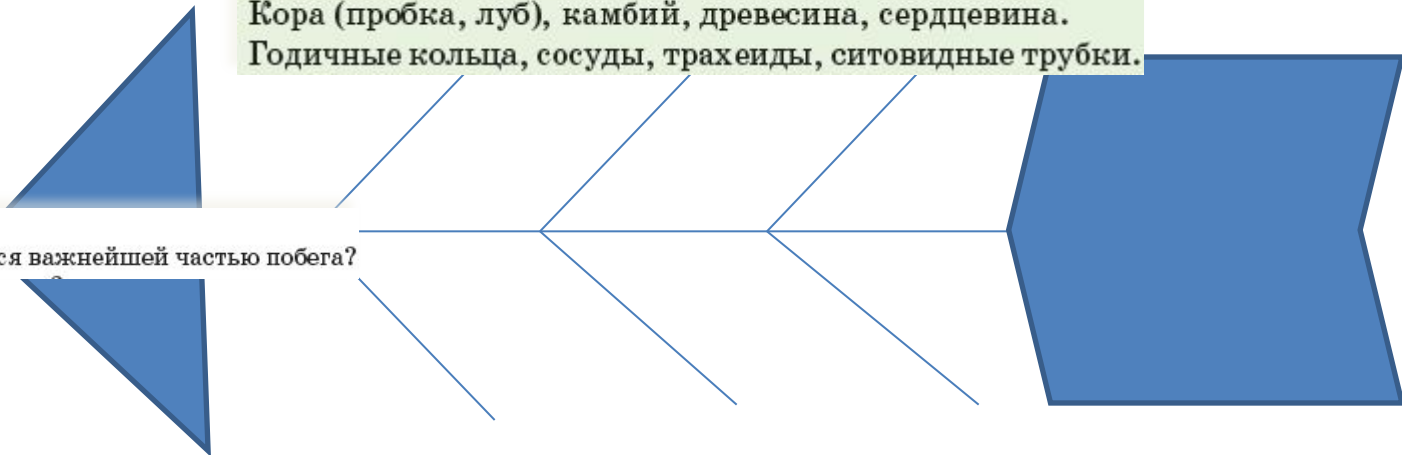 Кора (пробка, луб), камбий, древесина, сердцевина.
Годичные кольца, сосуды, трахеиды, ситовидные трубки.
ся важнейшей частью побега?